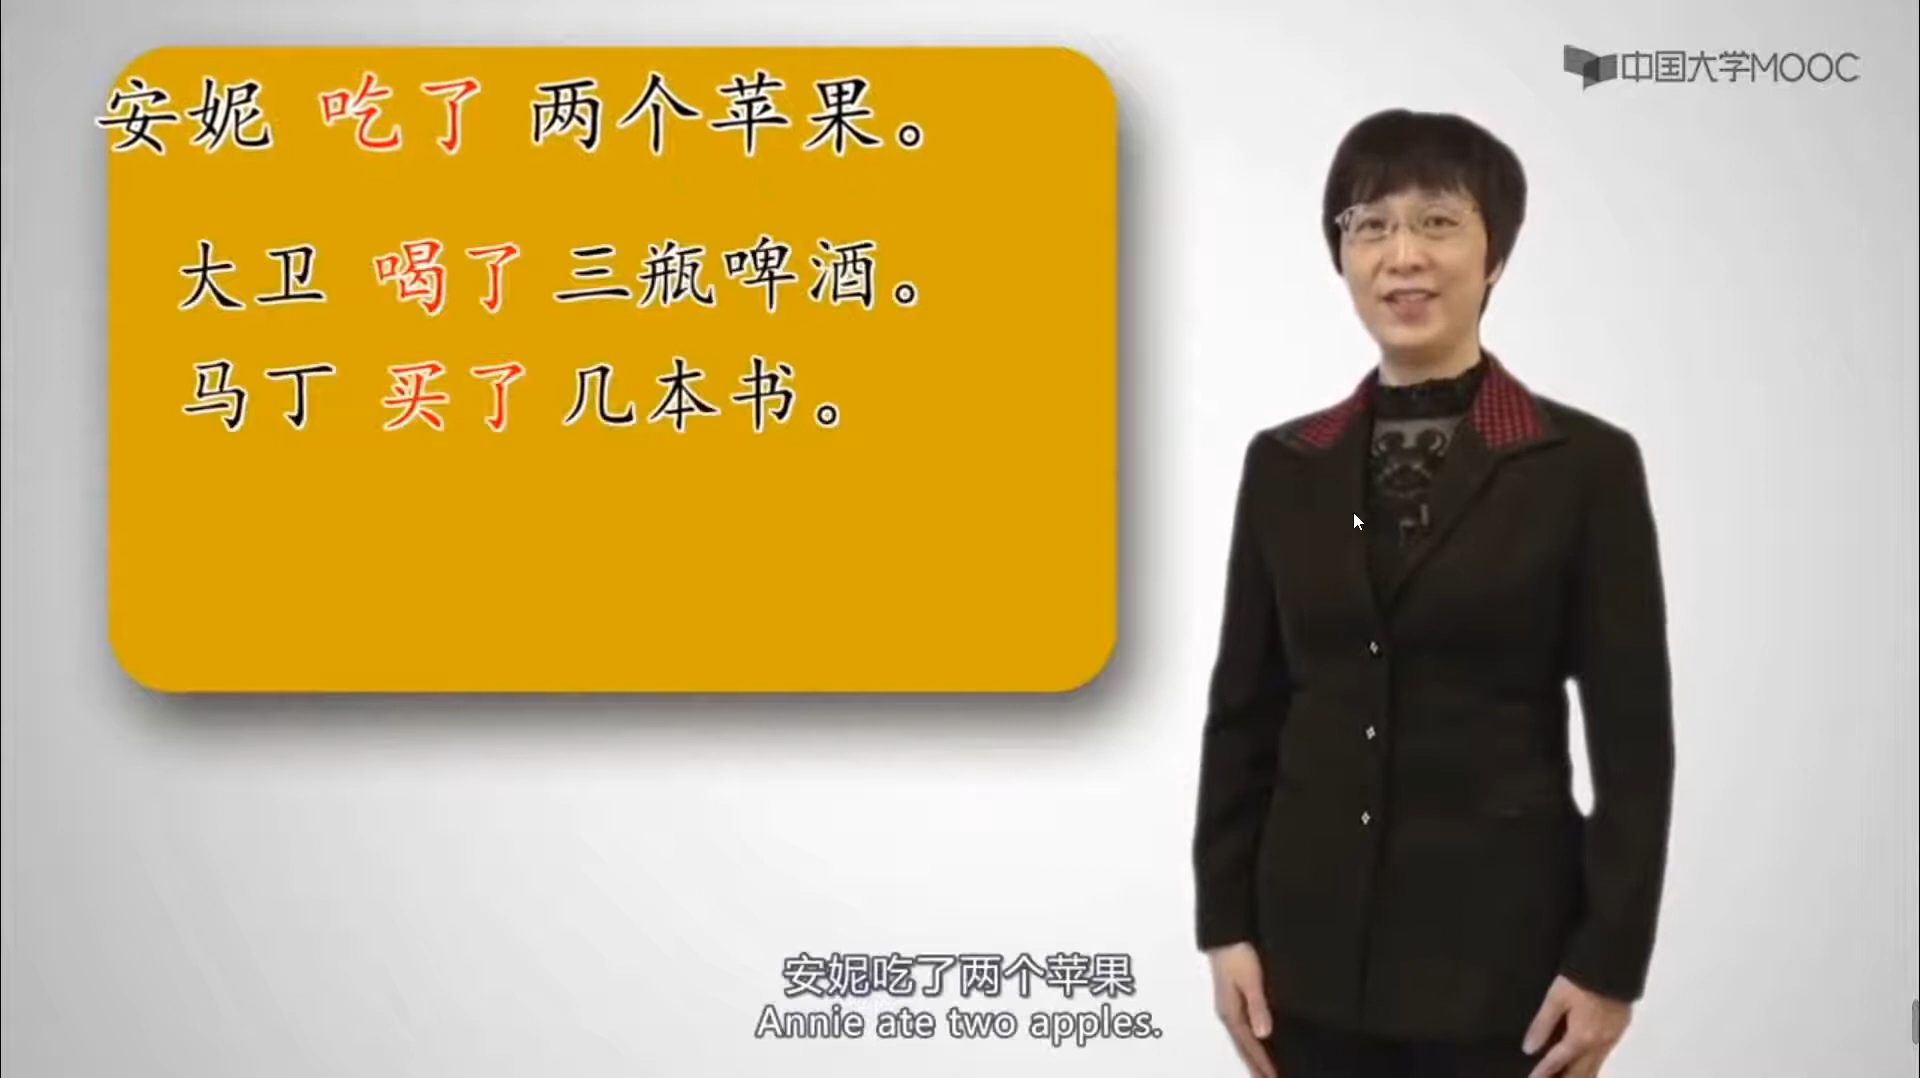 中国大学MOOC
安妮 吃了 两个苹果。
大卫 喝了 三瓶啤酒。
马丁 买了 几本书。
安妮吃了两个苹果
Annie ate two apples.